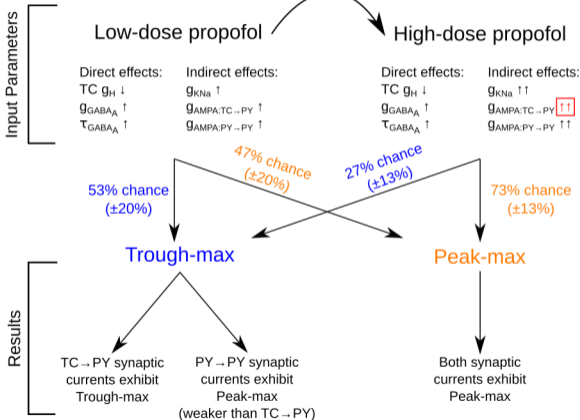 Input Parameters
Low-dose propofol
High-dose propofol
Direct effects:
TC gH ↓
gGABAA ↑
τGABAA ↑
Indirect effects:
gKNa ↑
gAMPA:TC→PY ↑
gAMPA:PY→PY ↑
Direct effects:
TC gH ↓
gGABAA ↑
τGABAA ↑
Indirect effects:
gKNa ↑↑
gAMPA:TC→PY ↑↑
gAMPA:PY→PY ↑↑
53% chance
(±20%)
47% chance
(±20%)
27% chance
(±13%)
73% chance
(±13%)
Results
Trough-max
Peak-max
TC→PY synaptic
currents exhibit
Trough-max
PY→PY synaptic
currents exhibit
Peak-max
(weaker than TC→PY)
Both synaptic
currents exhibit
Peak-max